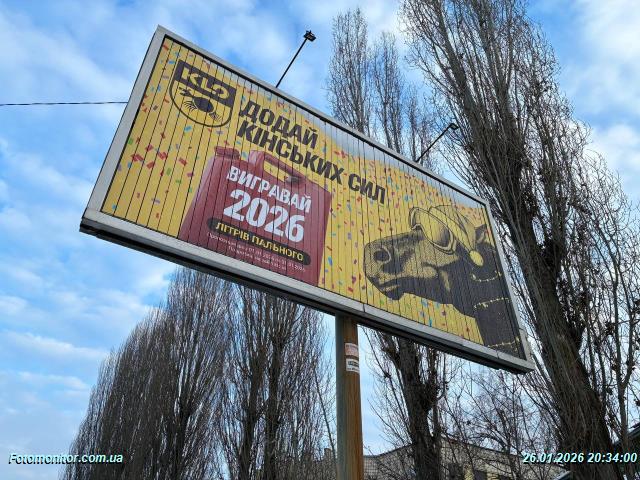 KLO
ДОДАЙ
КІНСЬКИХ СИЛ
ВИГРАВАЙ
2026
ЛІТРІВ ПАЛЬНОГО
Fotomonitor.com.ua
26.01.2026 20:34:00